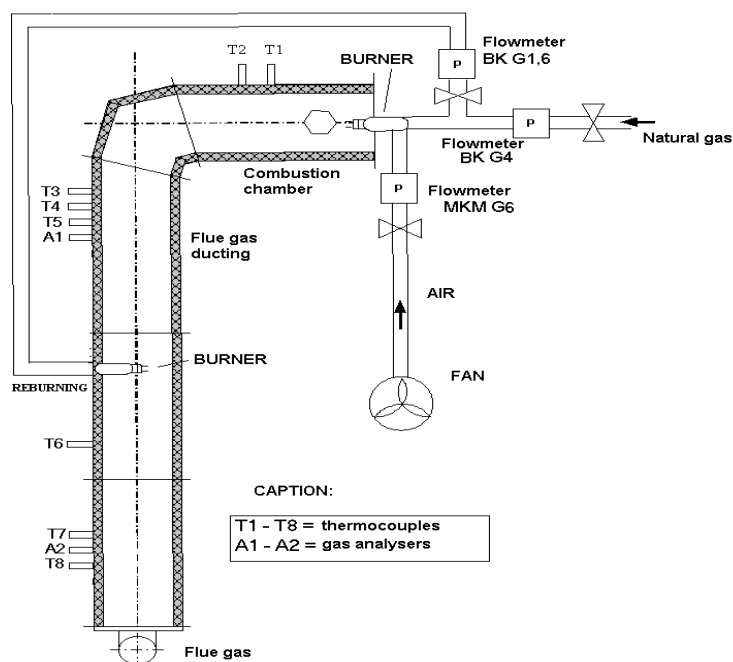 T2 T1
BURNER
Flowmeter
BK G1,6
P
P
Natural gas
Flowmeter
BK G4
Combustion
chamber
P
Flowmeter
MKM G6
T3
T4
T5
A1
Flue gas
ducting
AIR
BURNER
FAN
REBURNING
T6
CAPTION:
T1 - T8 = thermocouples
A1 - A2 = gas analysers
T7
A2
T8
Flue gas